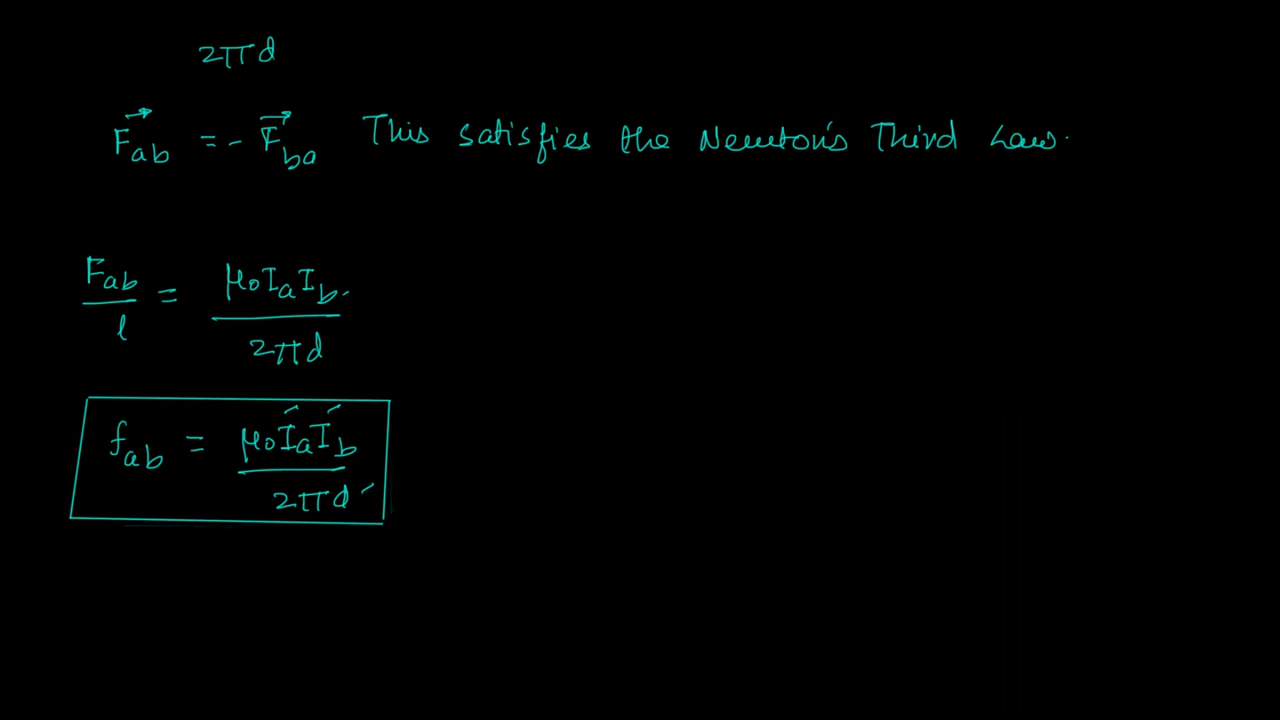 2πd
F⃗ab = - F⃗ba This satisfies the Newton's Third Law.
Fab/l = μ0IaIb/2πd
fab = μ0IaIb/2πd